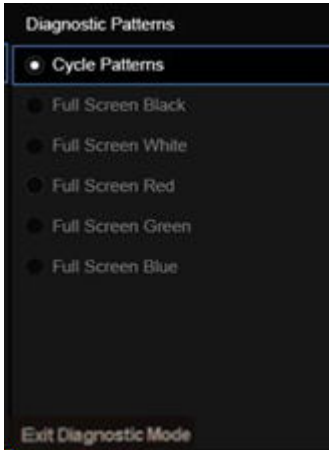 Diagnostic Patterns
Cycle Patterns
Full Screen Black
Full Screen White
Full Screen Red
Full Screen Green
Full Screen Blue
Exit Diagnostic Mode